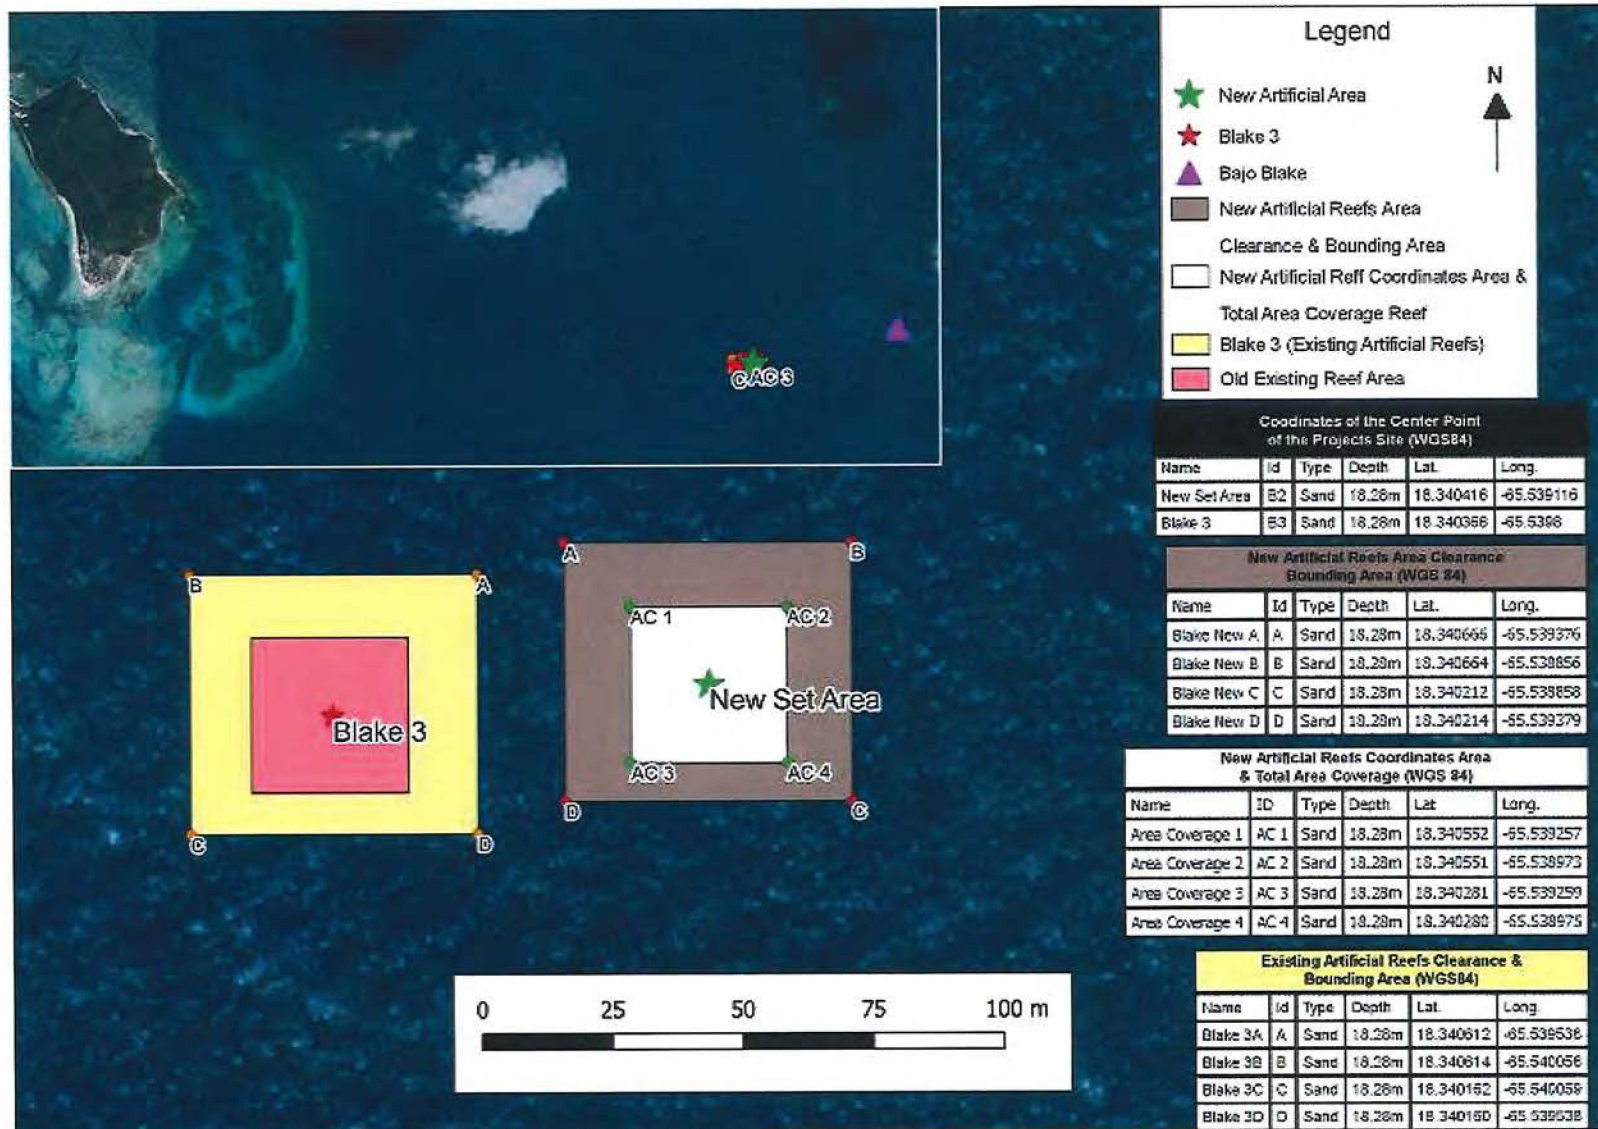 Legend
N
New Artificial Area
Blake 3
Bajo Blake
New Artificial Reefs Area
Clearance & Bounding Area
New Artificial Reff Coordinates Area &
Total Area Coverage Reef
Blake 3 (Existing Artificial Reefs)
Old Existing Reef Area
C AC 3
B
A
C
D
Blake 3
A
B
D
C
AC 1
AC 2
AC 3
AC 4
New Set Area
0 25 50 75 100 m
Coodinates of the Center Point
of the Projects Site (WGS84)
Name Id Type Depth Lat. Long.
New Set Area B2 Sand 18.28m 18.340416 -65.539116
Blake 3 B3 Sand 18.28m 18.340366 -65.5398
New Artificial Reefs Area Clearance
Bounding Area (WGS 84)
Name Id Type Depth Lat. Long.
Blake New A A Sand 18.28m 18.340666 -65.539376
Blake New B B Sand 18.28m 18.340664 -65.538856
Blake New C C Sand 18.28m 18.340212 -65.538858
Blake New D D Sand 18.28m 18.340214 -65.539379
New Artificial Reefs Coordinates Area
& Total Area Coverage (WGS 84)
Name ID Type Depth Lat Long.
Area Coverage 1 AC 1 Sand 18.28m 18.340552 -65.539257
Area Coverage 2 AC 2 Sand 18.28m 18.340551 -65.538973
Area Coverage 3 AC 3 Sand 18.28m 18.340281 -65.539259
Area Coverage 4 AC 4 Sand 18.28m 18.340280 -65.538975
Existing Artificial Reefs Clearance &
Bounding Area (WGS84)
Name Id Type Depth Lat. Long.
Blake 3A A Sand 18.28m 18.340612 -65.539536
Blake 3B B Sand 18.28m 18.340614 -65.540056
Blake 3C C Sand 18.28m 18.340162 -65.540059
Blake 3D D Sand 18.28m 18.340160 -65.539538